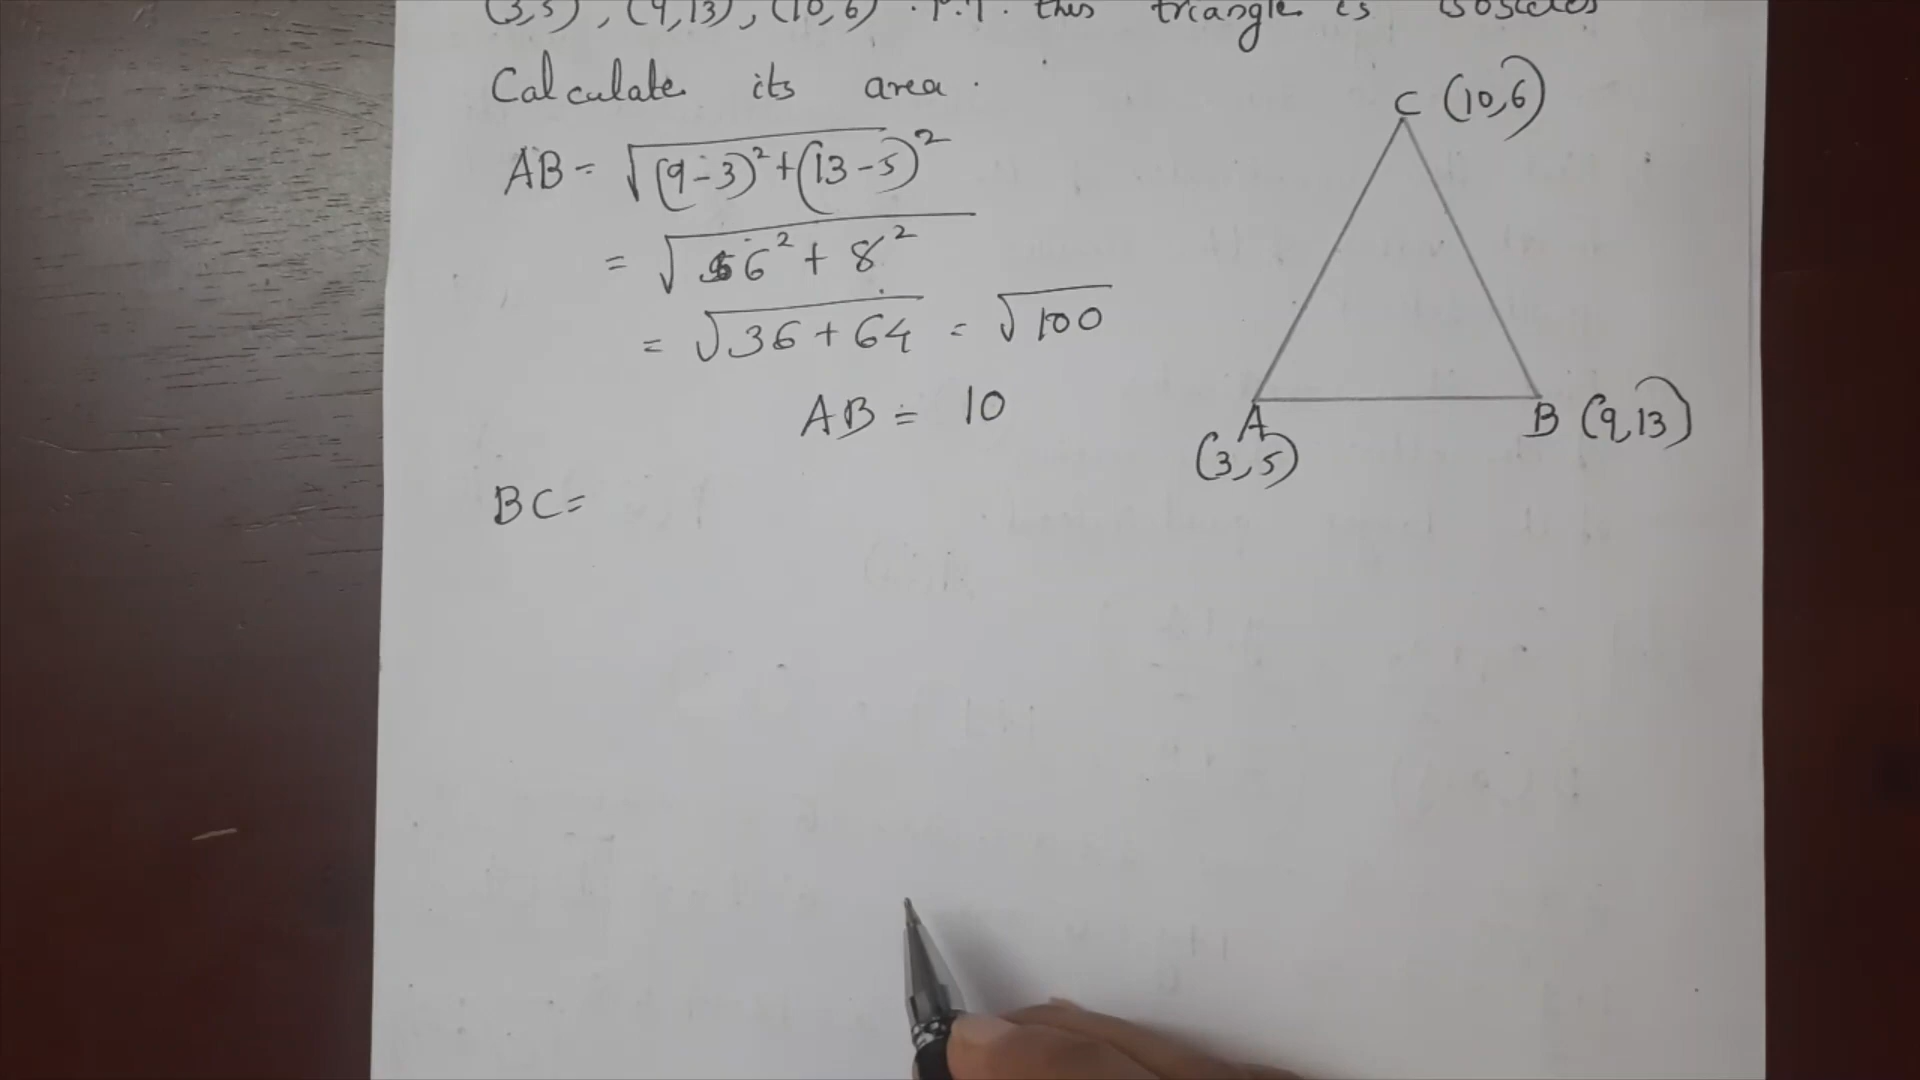 (3,5), (9,13), (10,6). P.T. this triangle is isosceles
Calculate its area.
AB = √(9-3)² + (13-5)²
= √6² + 8²
= √36 + 64 = √100
AB = 10
BC =
C (10,6)
A
(3,5)
B (9,13)